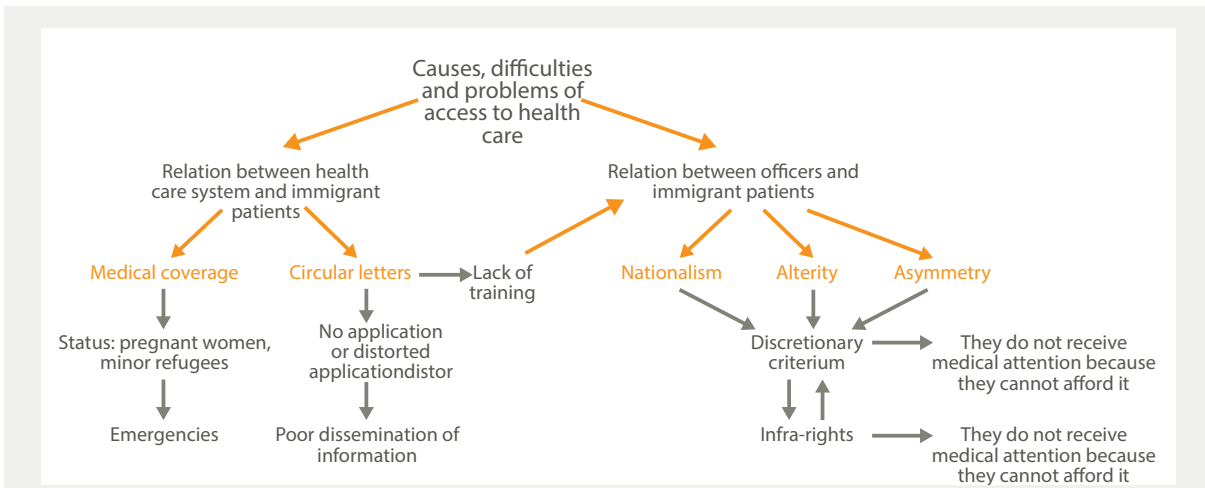 Causes, difficulties
and problems of
access to health
care
Relation between health
care system and immigrant
patients
Relation between officers and
immigrant patients
Medical coverage
Circular letters
Lack of
training
Nationalism
Alterity
Asymmetry
Status: pregnant women,
minor refugees
No application
or distorted
applicationdistor
Discretionary
criterium
They do not receive
medical attention because
they cannot afford it
Emergencies
Poor dissemination of
information
Infra-rights
They do not receive
medical attention because
they cannot afford it